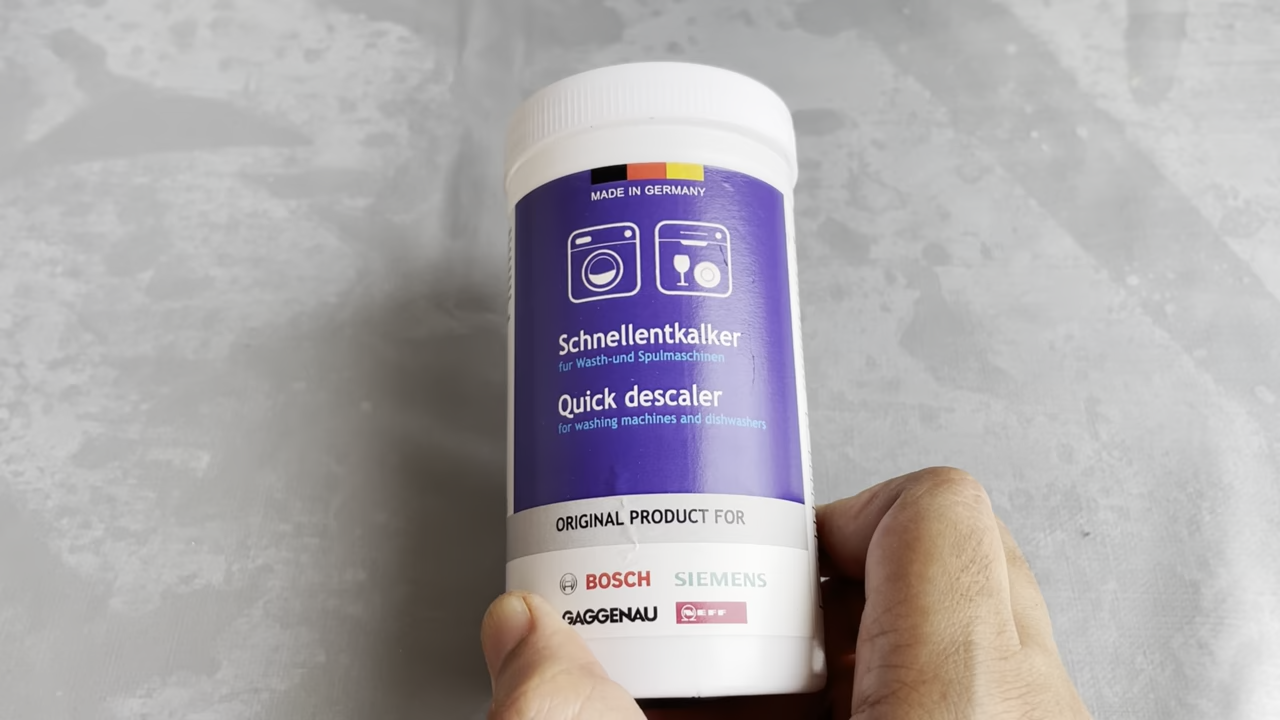 MADE IN GERMANY
Schnellentkalker
fur Wasth-und Spulmaschinen
Quick descaler
for washing machines and dishwashers
ORIGINAL PRODUCT FOR
BOSCH SIEMENS
GAGGENAU NEFF